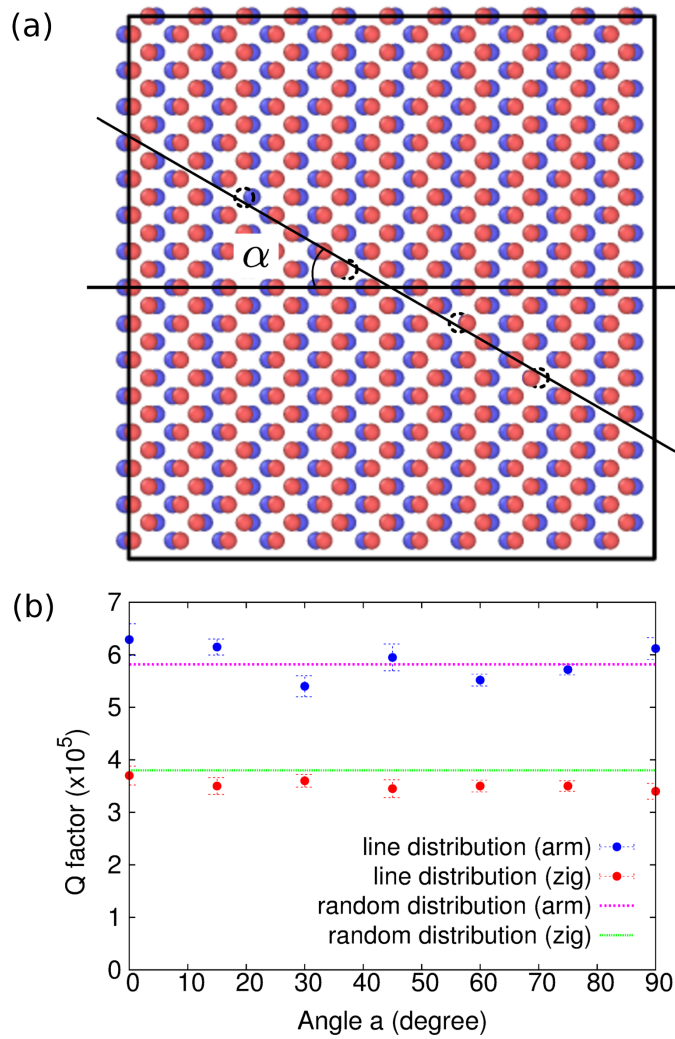 (a)
α
(b)
7
6
5
4
3
2
1
0
Q factor (x10⁵)
line distribution (arm)
line distribution (zig)
random distribution (arm)
random distribution (zig)
0 10 20 30 40 50 60 70 80 90
Angle a (degree)